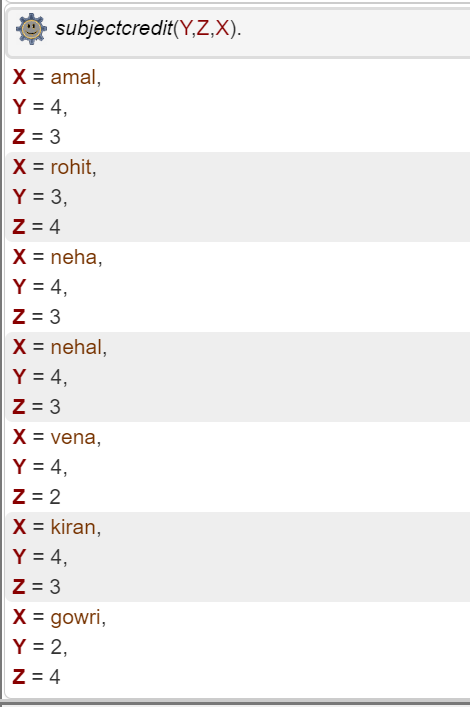 subjectcredit(Y,Z,X).
X = amal,
Y = 4,
Z = 3
X = rohit,
Y = 3,
Z = 4
X = neha,
Y = 4,
Z = 3
X = nehal,
Y = 4,
Z = 3
X = vena,
Y = 4,
Z = 2
X = kiran,
Y = 4,
Z = 3
X = gowri,
Y = 2,
Z = 4